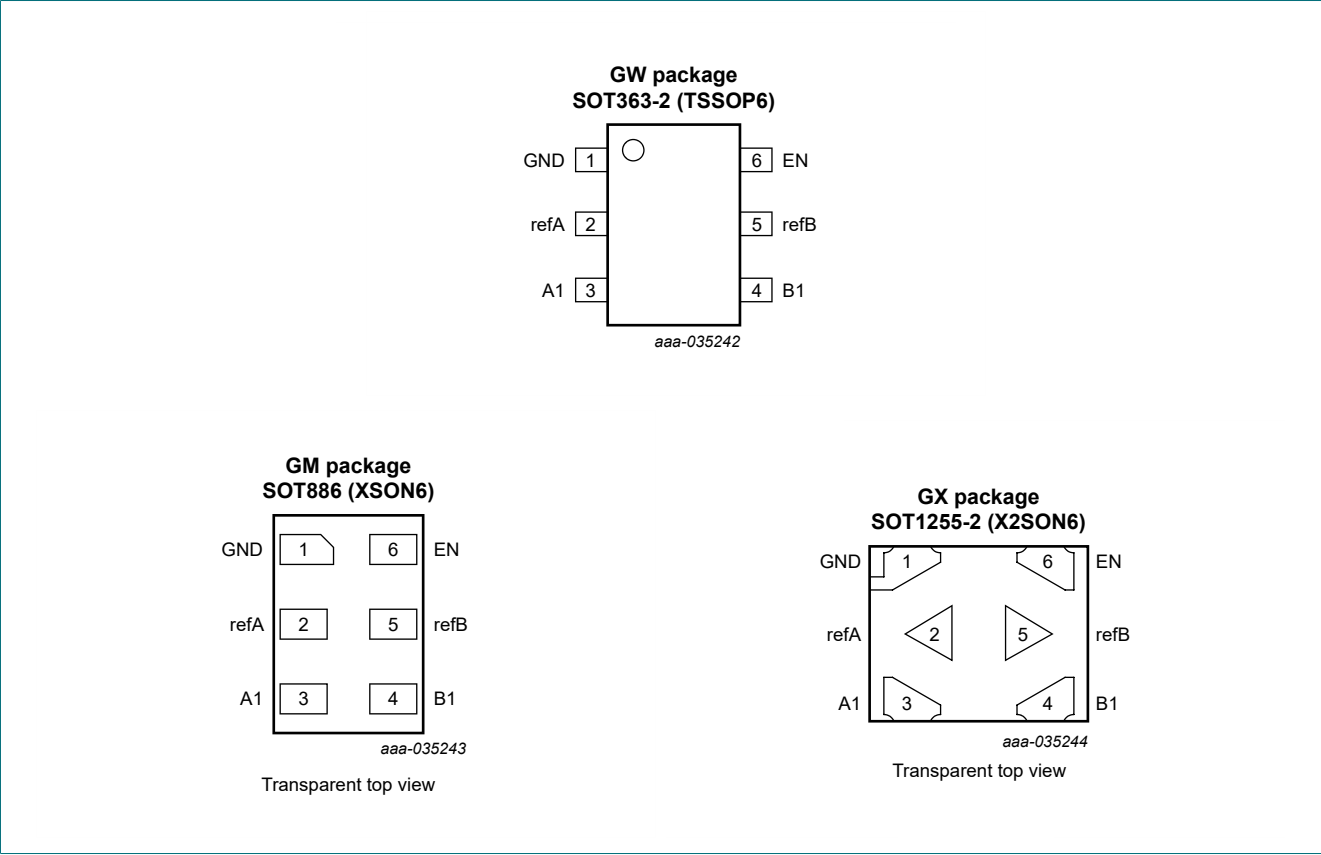 GW package
SOT363-2 (TSSOP6)
GND 1 6 EN
refA 2 5 refB
A1 3 4 B1
aaa-035242
GM package
SOT886 (XSON6)
GND 1 6 EN
refA 2 5 refB
A1 3 4 B1
aaa-035243
Transparent top view
GX package
SOT1255-2 (X2SON6)
GND 1 6 EN
refA 2 5 refB
A1 3 4 B1
aaa-035244
Transparent top view